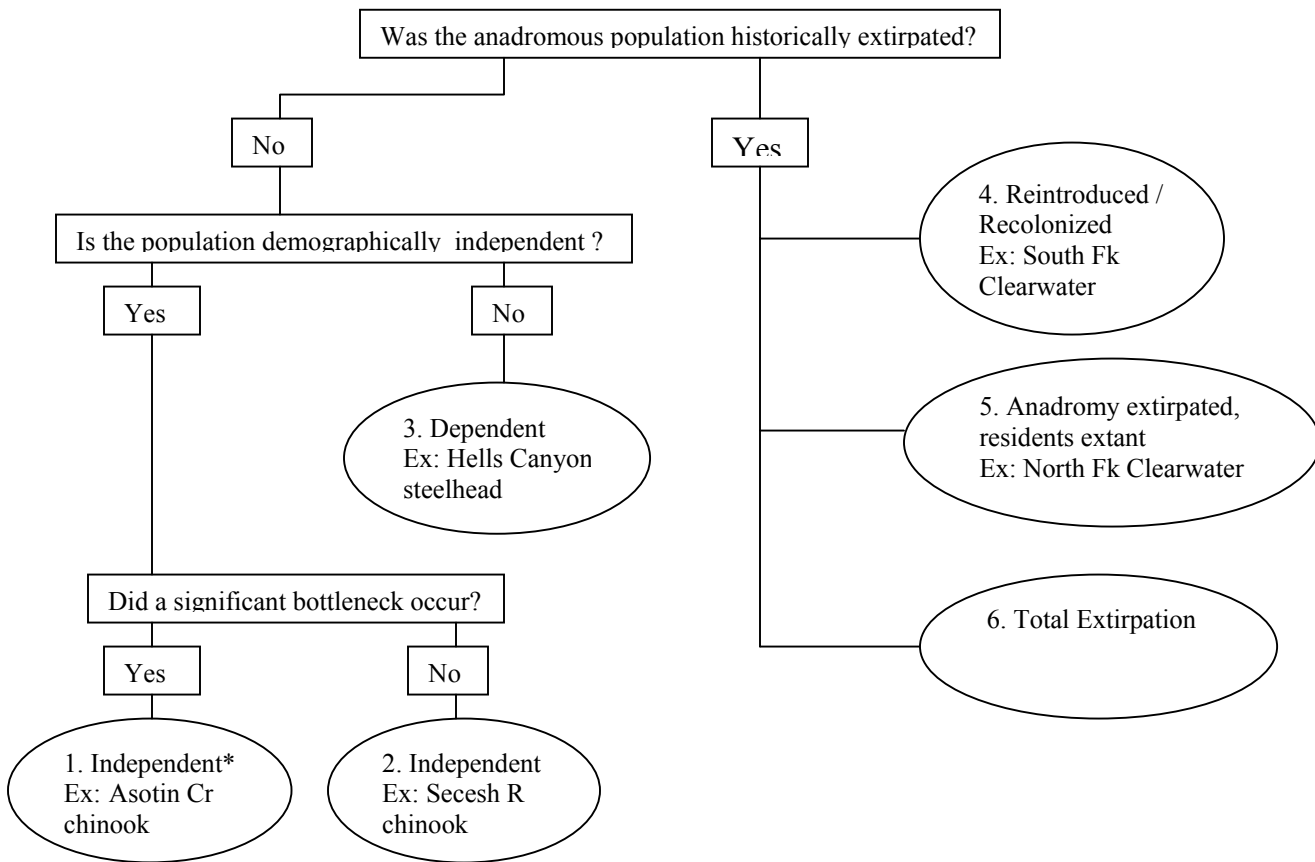 Was the anadromous population historically extirpated?
No
Yes
Is the population demographically independent ?
Yes
No
3. Dependent
Ex: Hells Canyon
steelhead
Did a significant bottleneck occur?
Yes
No
1. Independent*
Ex: Asotin Cr
chinook
2. Independent
Ex: Secesh R
chinook
4. Reintroduced /
Recolonized
Ex: South Fk
Clearwater
5. Anadromy extirpated,
residents extant
Ex: North Fk Clearwater
6. Total Extirpation